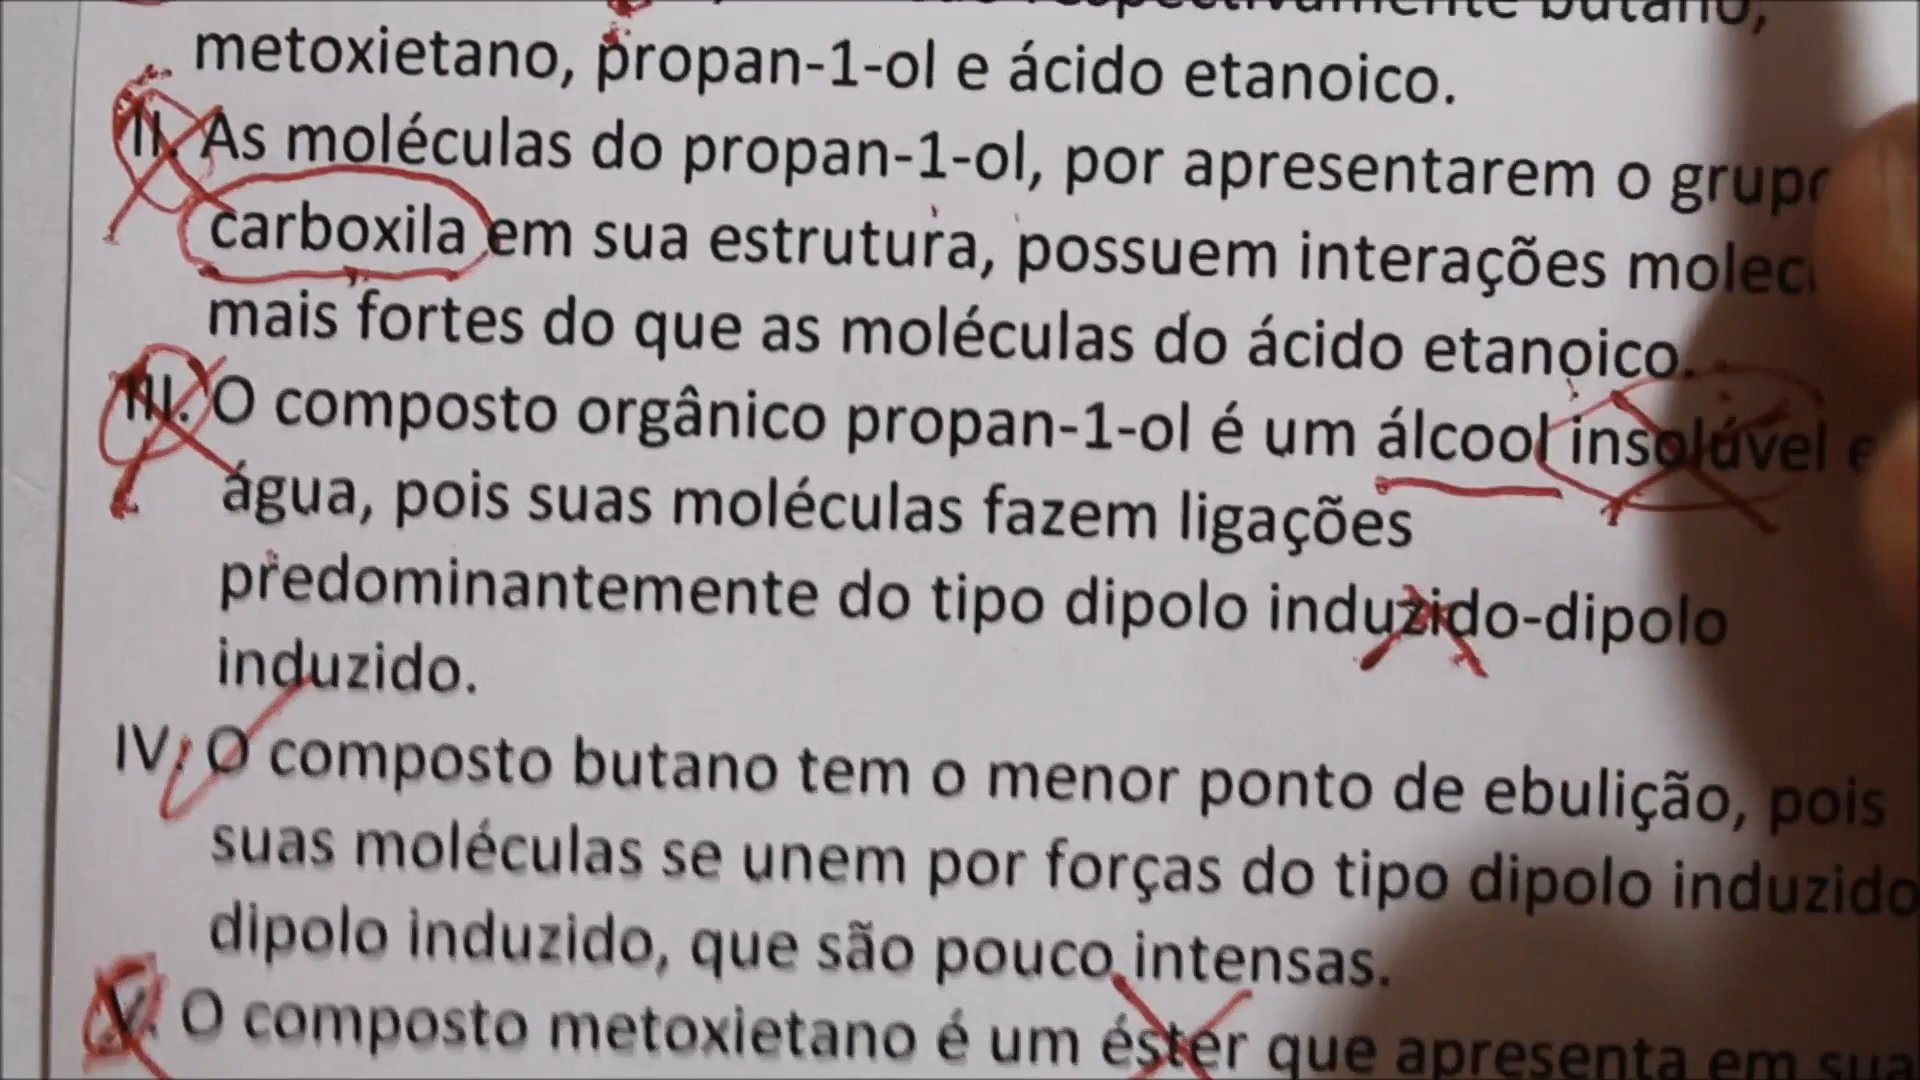 respectivamente butano,
metoxietano, propan-1-ol e ácido etanoico.
II. As moléculas do propan-1-ol, por apresentarem o grupo
carboxila em sua estrutura, possuem interações
mais fortes do que as moléculas do ácido etanoico.
III. O composto orgânico propan-1-ol é um álcool insolúvel e
água, pois suas moléculas fazem ligações
predominantemente do tipo dipolo induzido-dipolo
induzido.
IV. O composto butano tem o menor ponto de ebulição, pois
suas moléculas se unem por forças do tipo dipolo induzido
dipolo induzido, que são pouco intensas.
V. O composto metoxietano é um éster que apresenta em sua